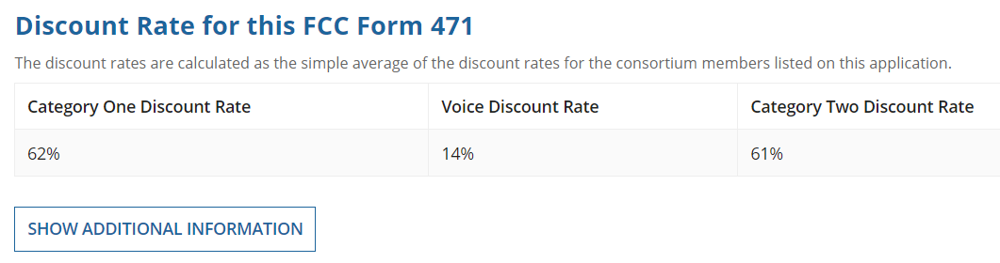 Discount Rate for this FCC Form 471
The discount rates are calculated as the simple average of the discount rates for the consortium members listed on this application.
Category One Discount Rate Voice Discount Rate Category Two Discount Rate
62% 14% 61%
SHOW ADDITIONAL INFORMATION